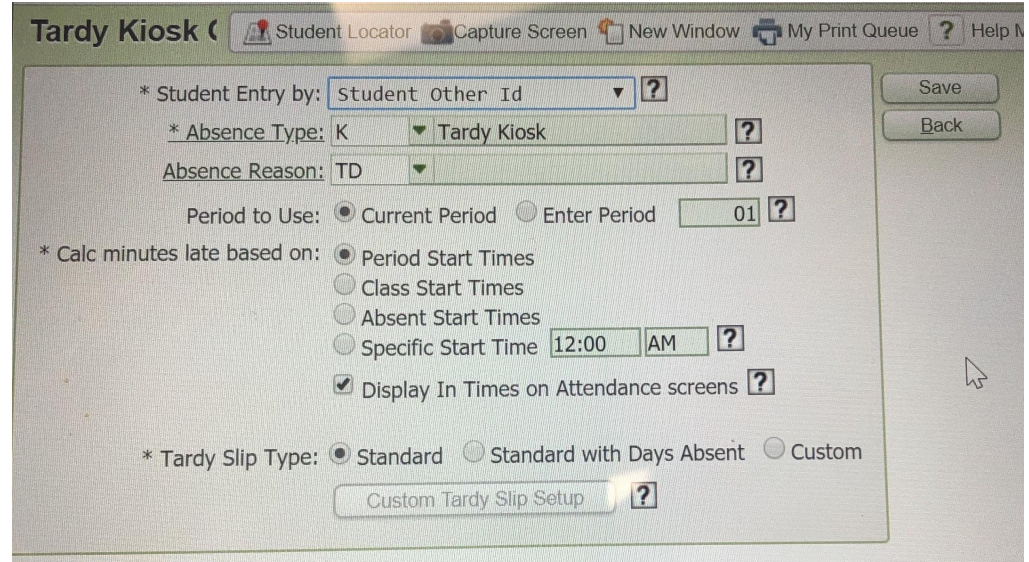 Tardy Kiosk
Student Locator Capture Screen New Window My Print Queue ? Help
* Student Entry by: Student Other Id ?
* Absence Type: K Tardy Kiosk ?
Absence Reason: TD ?
Period to Use: Current Period Enter Period 01 ?
* Calc minutes late based on: Period Start Times
Class Start Times
Absent Start Times
Specific Start Time 12:00 AM ?
Display In Times on Attendance screens ?
* Tardy Slip Type: Standard Standard with Days Absent Custom
Custom Tardy Slip Setup ?
Save
Back